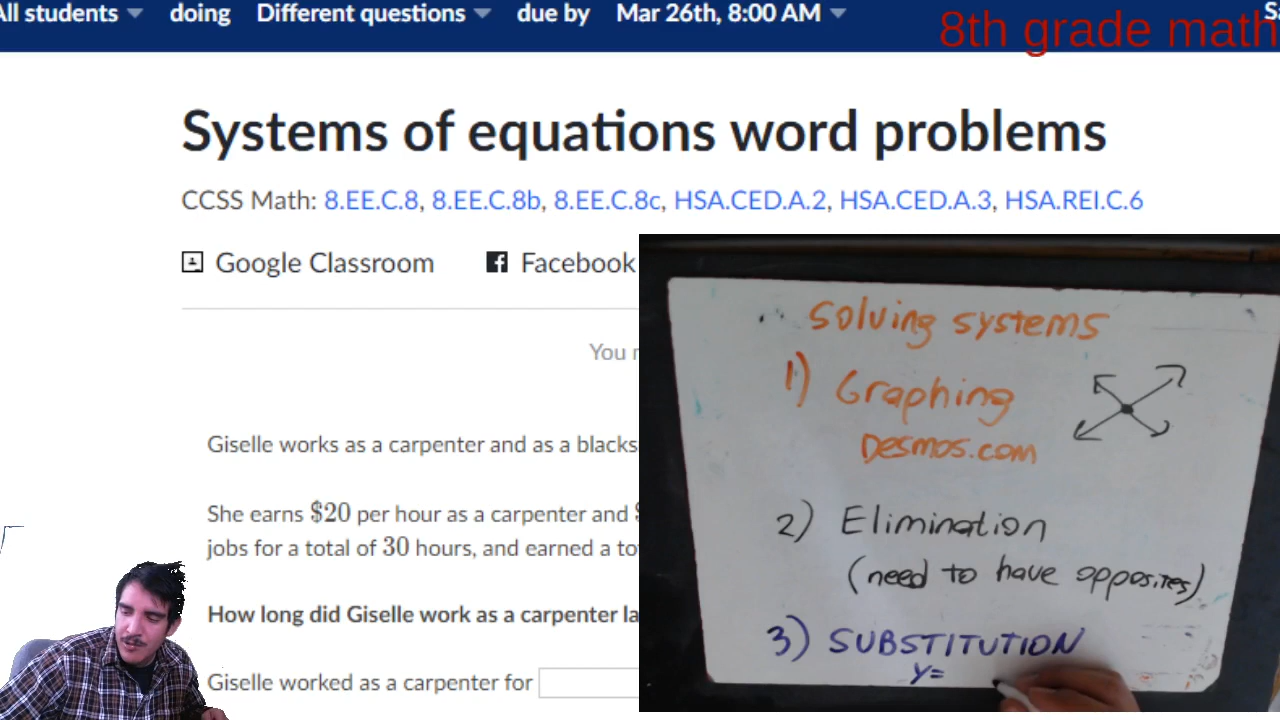 All students doing Different questions due by Mar 26th, 8:00 AM
8th grade math
Systems of equations word problems
CCSS Math: 8.EE.C.8, 8.EE.C.8b, 8.EE.C.8c, HSA.CED.A.2, HSA.CED.A.3, HSA.REI.C.6
Google Classroom Facebook
You
Giselle works as a carpenter and as a blacks
She earns $20 per hour as a carpenter and $
jobs for a total of 30 hours, and earned a to
How long did Giselle work as a carpenter la
Giselle worked as a carpenter for
Solving systems
1) Graphing
Desmos.com
2) Elimination
(need to have opposites)
3) SUBSTITUTION
y=